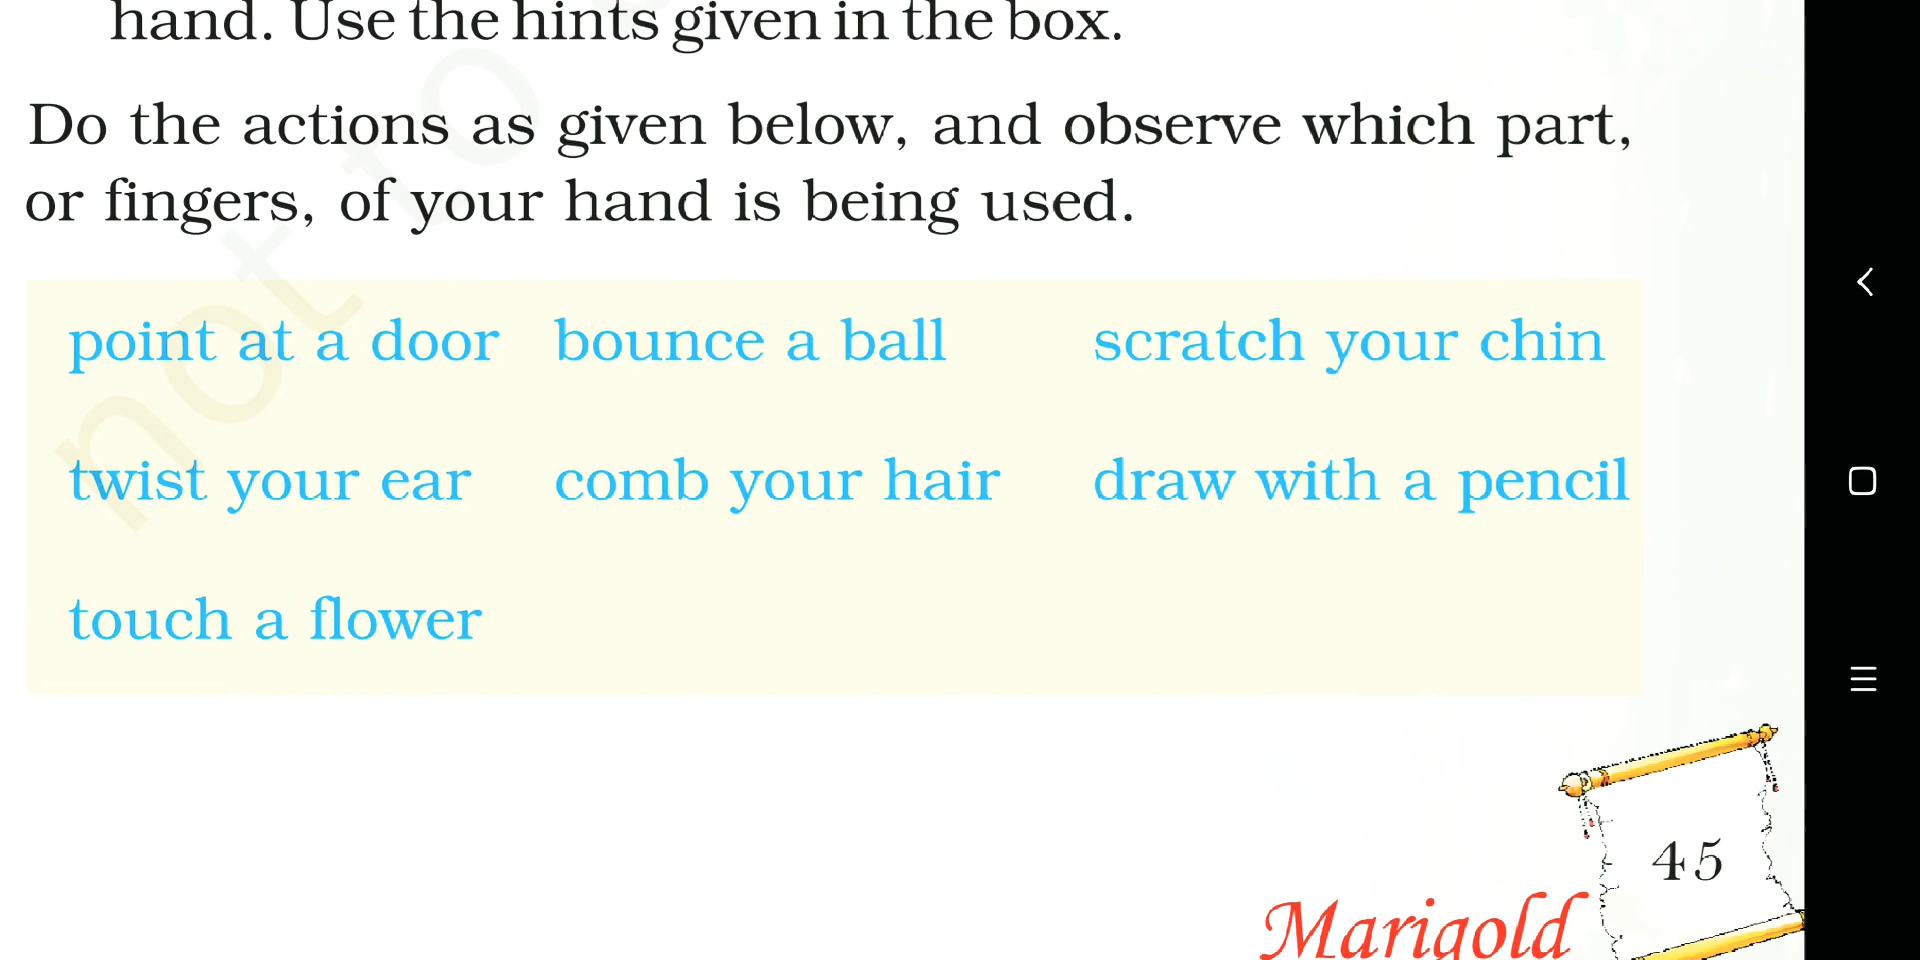 hand. Use the hints given in the box.
Do the actions as given below, and observe which part,
or fingers, of your hand is being used.
point at a door bounce a ball scratch your chin
twist your ear comb your hair draw with a pencil
touch a flower
45
Marigold
not to